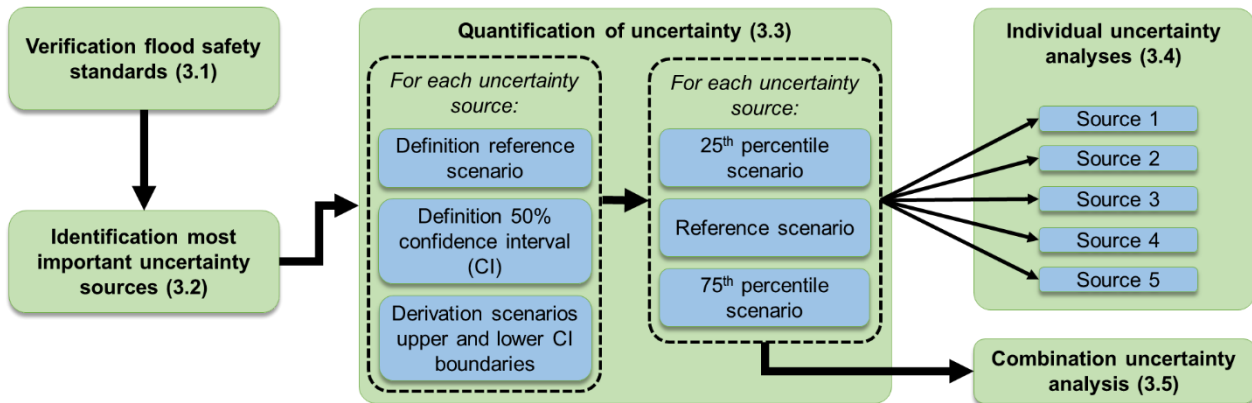 Verification flood safety
standards (3.1)
Identification most
important uncertainty
sources (3.2)
Quantification of uncertainty (3.3)
For each uncertainty
source:
Definition reference
scenario
Definition 50%
confidence interval
(CI)
Derivation scenarios
upper and lower CI
boundaries
For each uncertainty
source:
25th percentile
scenario
Reference scenario
75th percentile
scenario
Individual uncertainty
analyses (3.4)
Source 1
Source 2
Source 3
Source 4
Source 5
Combination uncertainty
analysis (3.5)